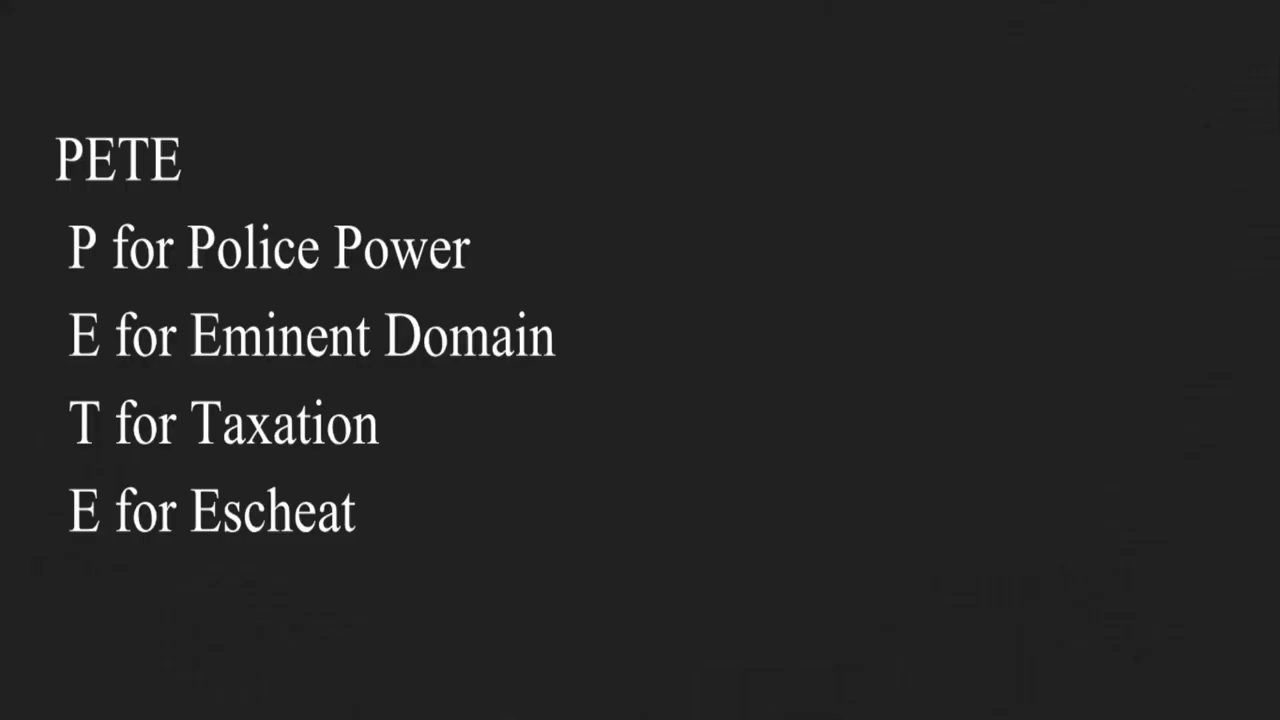 PETE
P for Police Power
E for Eminent Domain
T for Taxation
E for Escheat